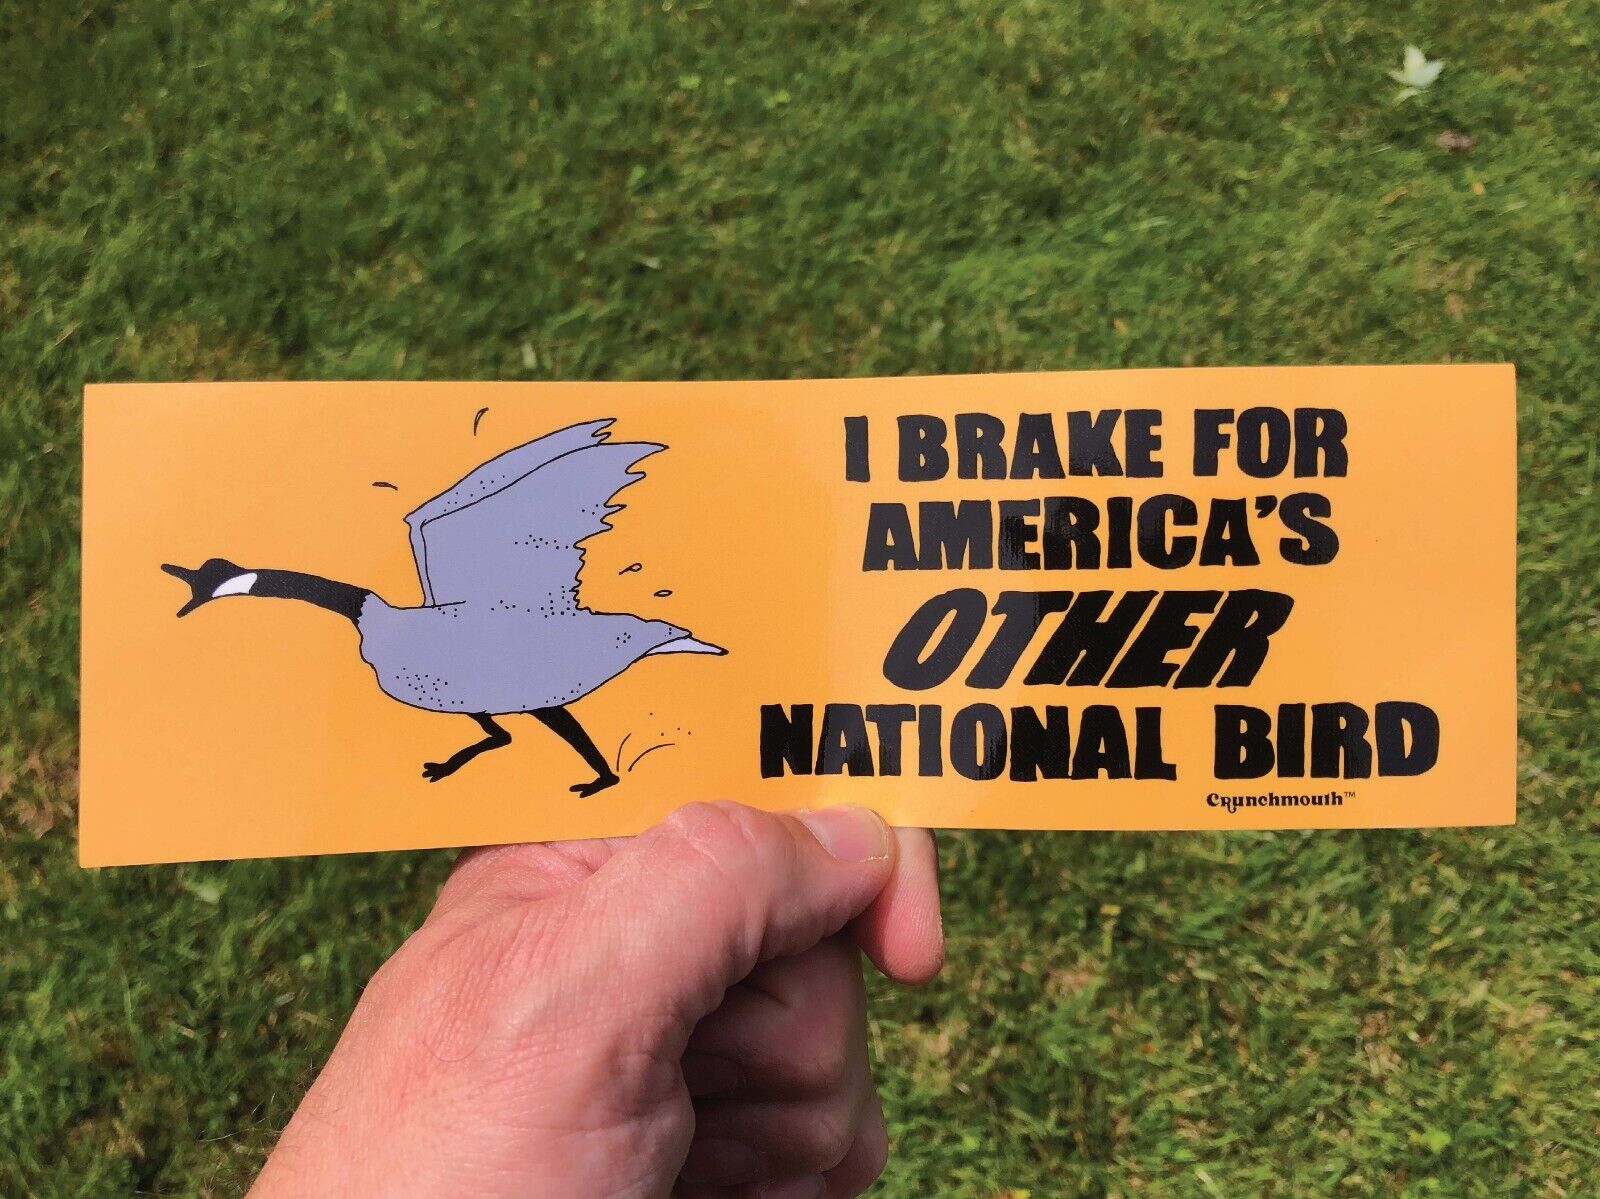 I BRAKE FOR
AMERICA'S
OTHER
NATIONAL BIRD
Crunchmouth™